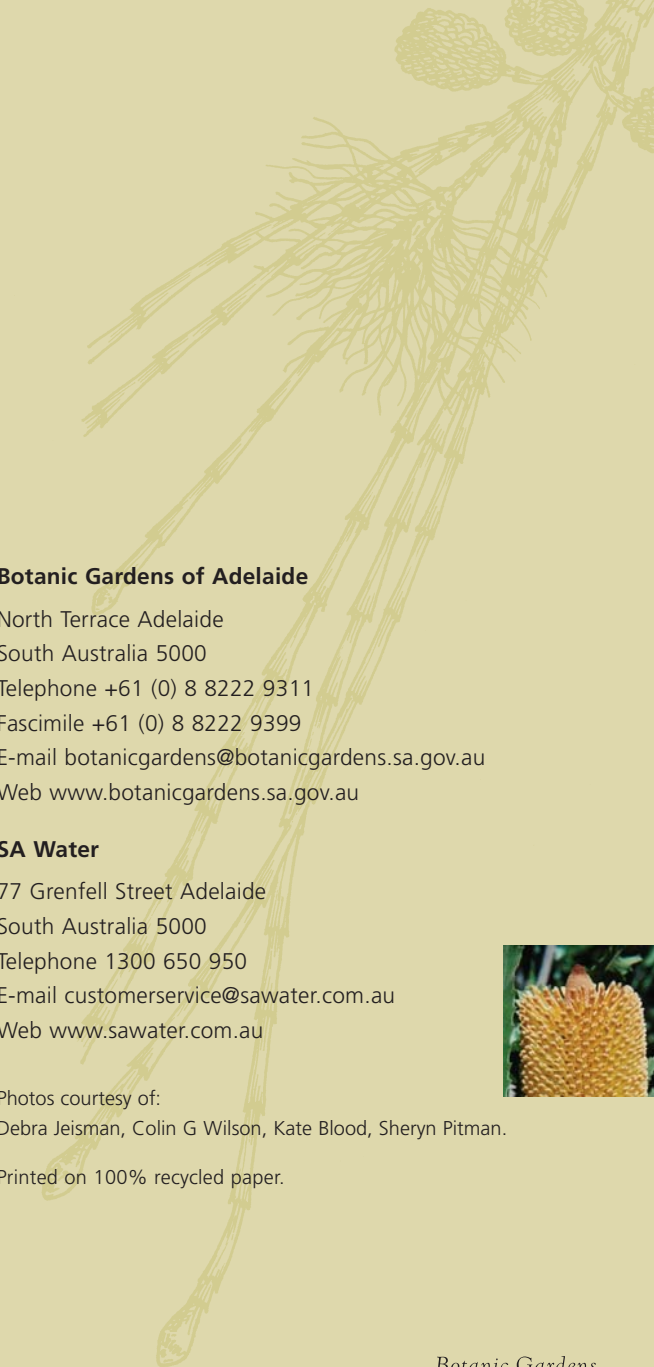 Botanic Gardens of Adelaide
North Terrace Adelaide
South Australia 5000
Telephone +61 (0) 8 8222 9311
Fascimile +61 (0) 8 8222 9399
E-mail botanicgardens@botanicgardens.sa.gov.au
Web www.botanicgardens.sa.gov.au
SA Water
77 Grenfell Street Adelaide
South Australia 5000
Telephone 1300 650 950
E-mail customerservice@sawater.com.au
Web www.sawater.com.au
Photos courtesy of:
Debra Jeisman, Colin G Wilson, Kate Blood, Sheryn Pitman.
Printed on 100% recycled paper.
Botanic Gardens